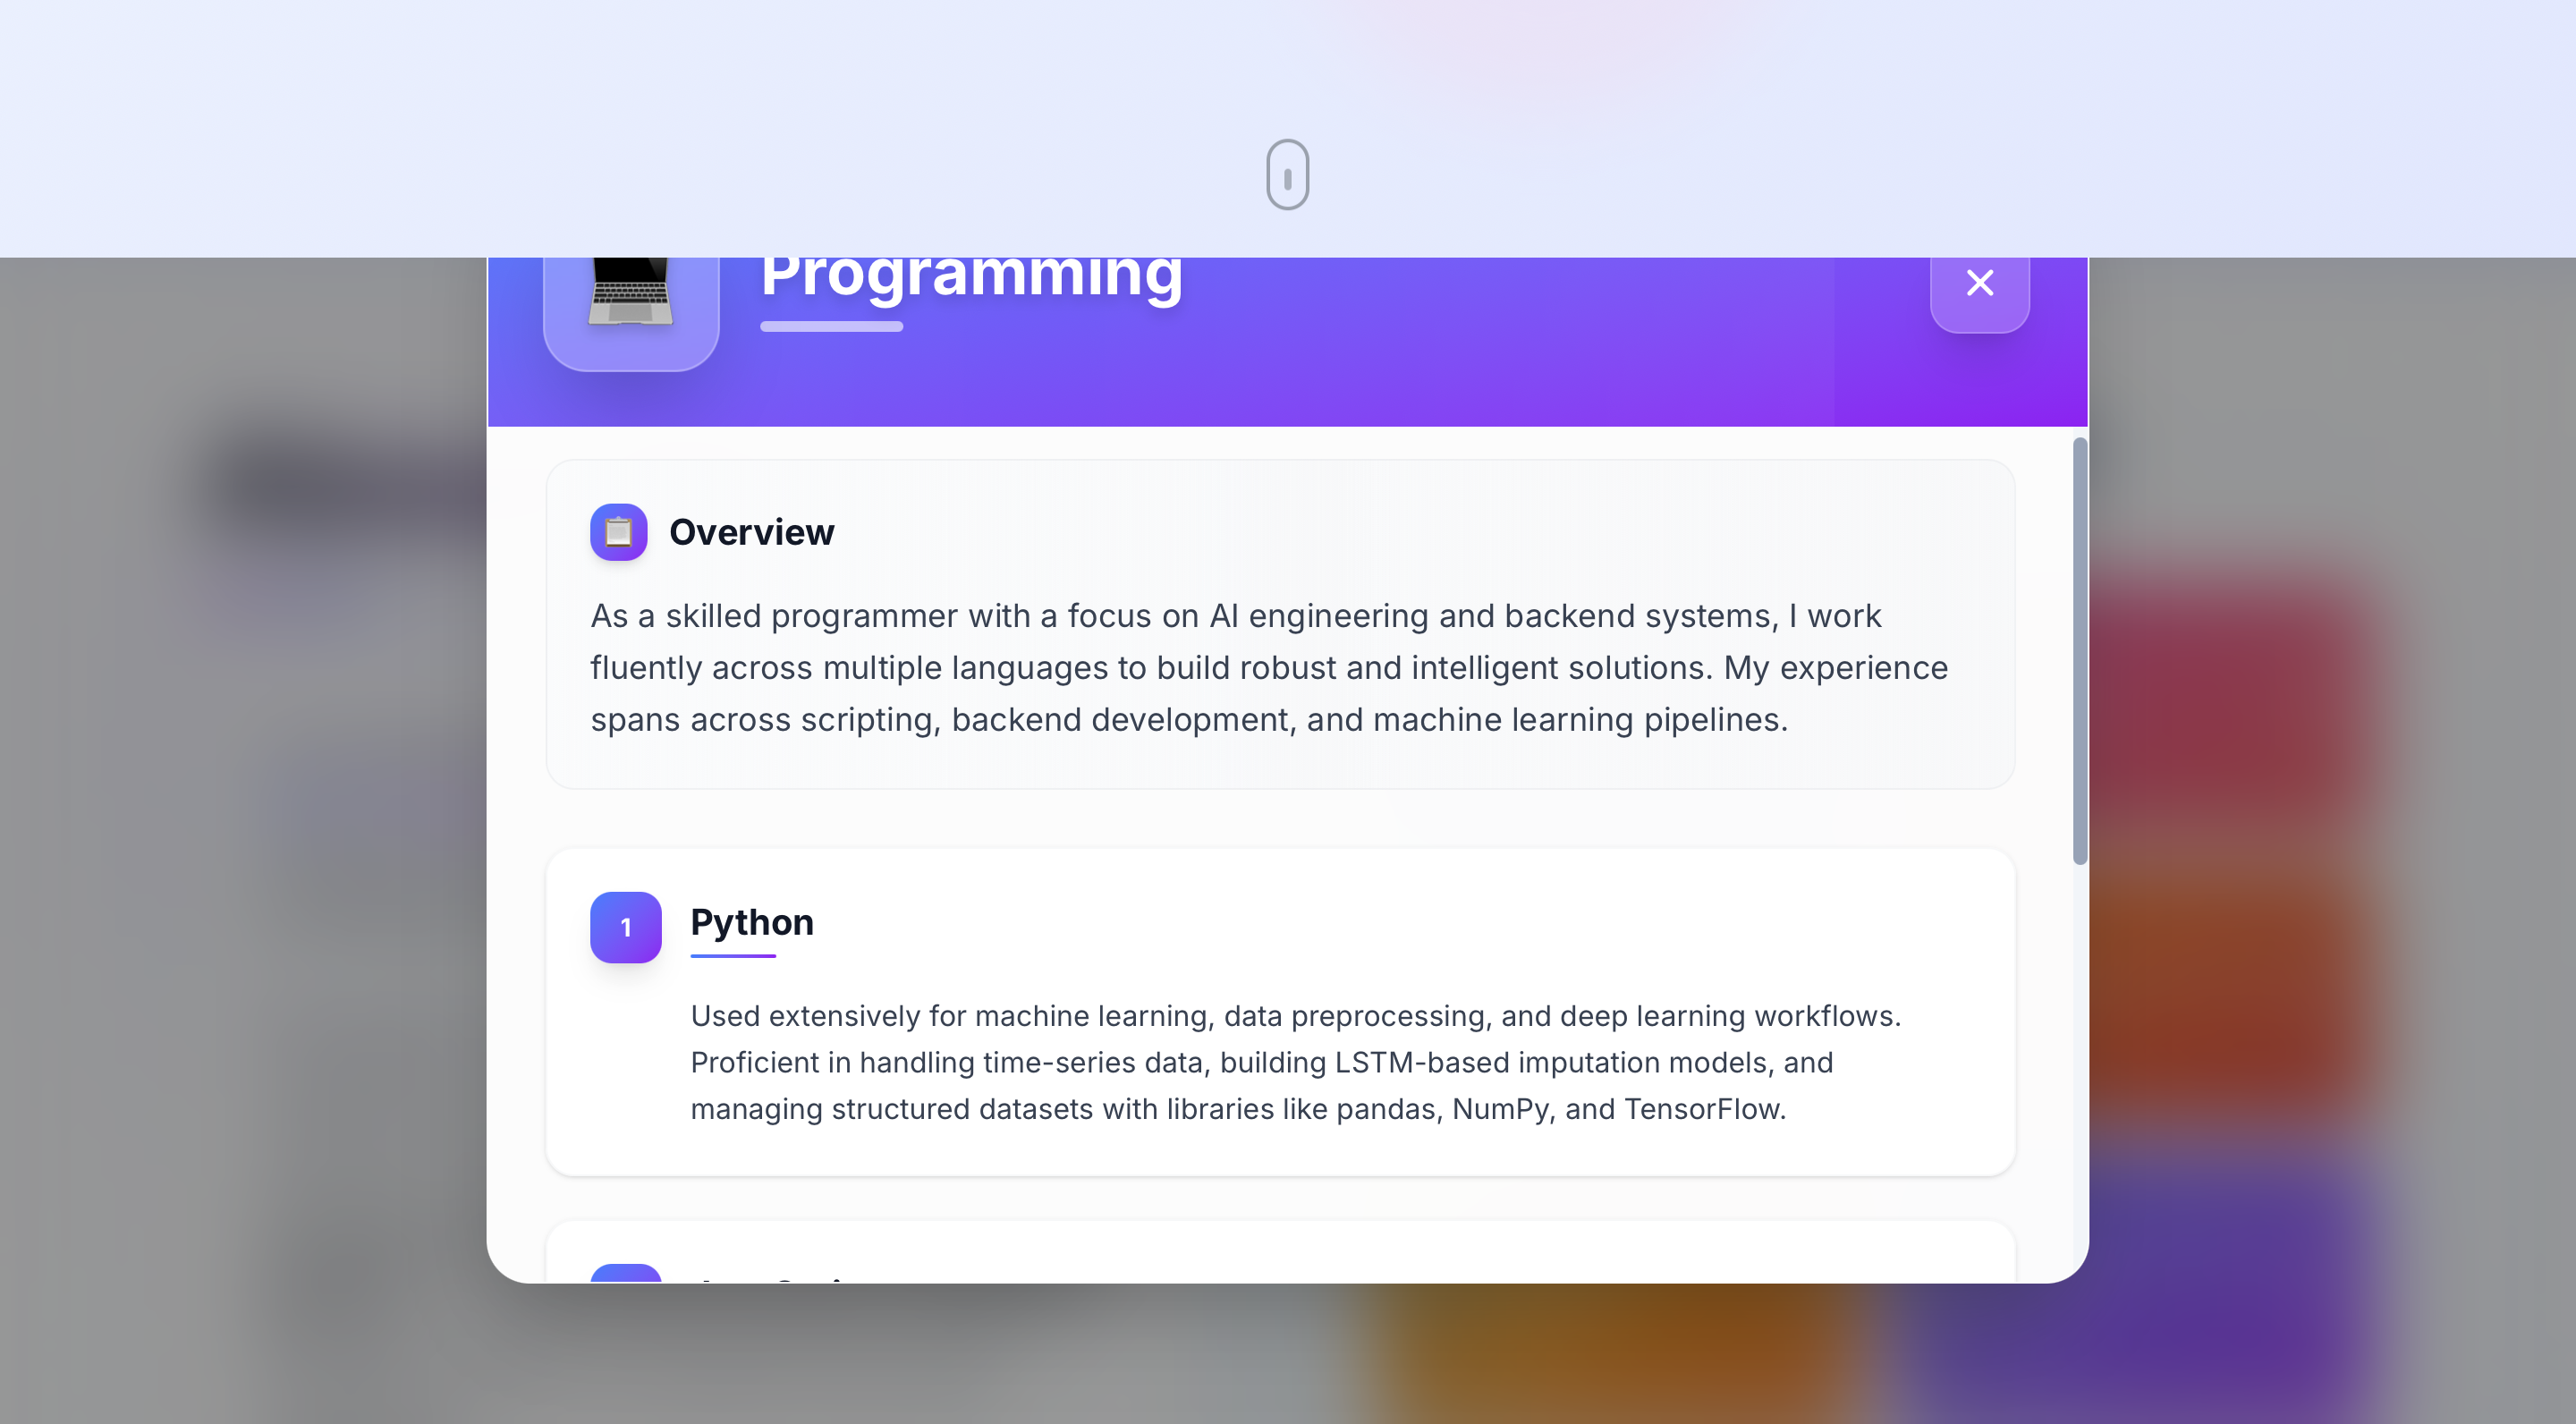 Programming
Overview
As a skilled programmer with a focus on AI engineering and backend systems, I work
fluently across multiple languages to build robust and intelligent solutions. My experience
spans across scripting, backend development, and machine learning pipelines.
1
Python
Used extensively for machine learning, data preprocessing, and deep learning workflows.
Proficient in handling time-series data, building LSTM-based imputation models, and
managing structured datasets with libraries like pandas, NumPy, and TensorFlow.